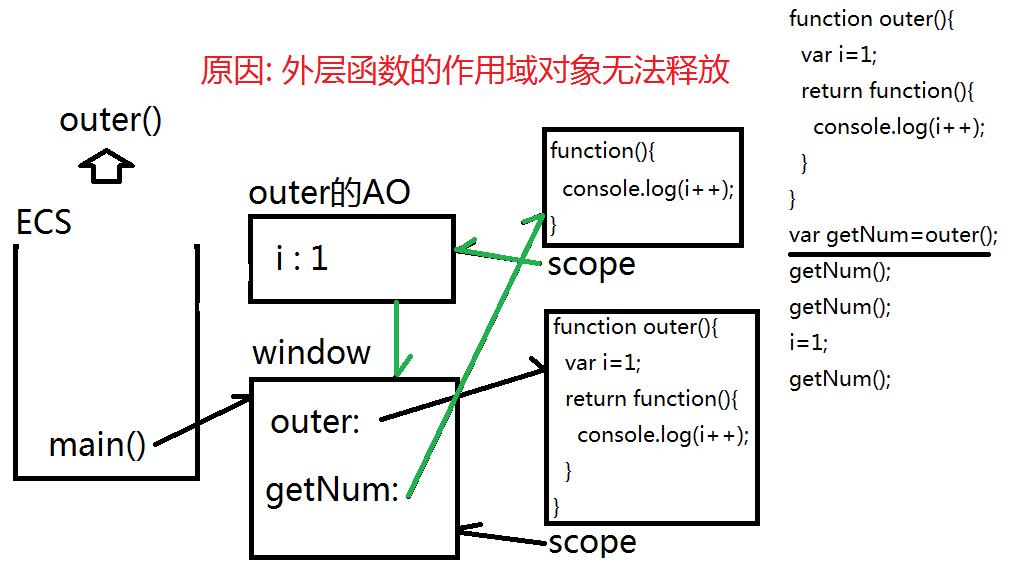 原因: 外层函数的作用域对象无法释放
outer()
ECS
main()
outer的AO
i : 1
window
outer:
getNum:
function(){
console.log(i++);
}
scope
function outer(){
var i=1;
return function(){
console.log(i++);
}
}
scope
function outer(){
var i=1;
return function(){
console.log(i++);
}
}
var getNum=outer();
getNum();
getNum();
i=1;
getNum();